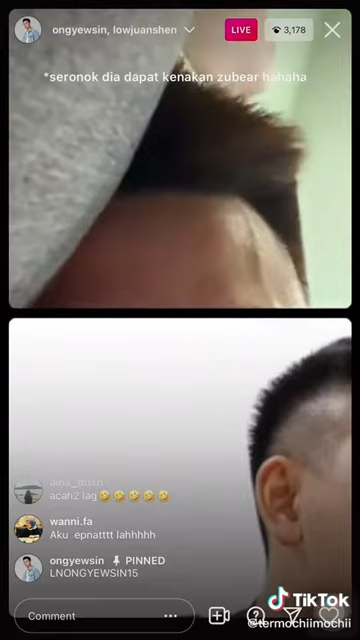 ongyewsin, lowjuanshen
LIVE
3,178
*seronok dia dapat kenakan zubear hahaha
acah2 lag🤣🤣🤣🤣🤣
wanni.fa
Aku epnatttt lahhhhh
ongyewsin PINNED
LNONGYEWSIN15
Comment
TikTok
@termochiimochii